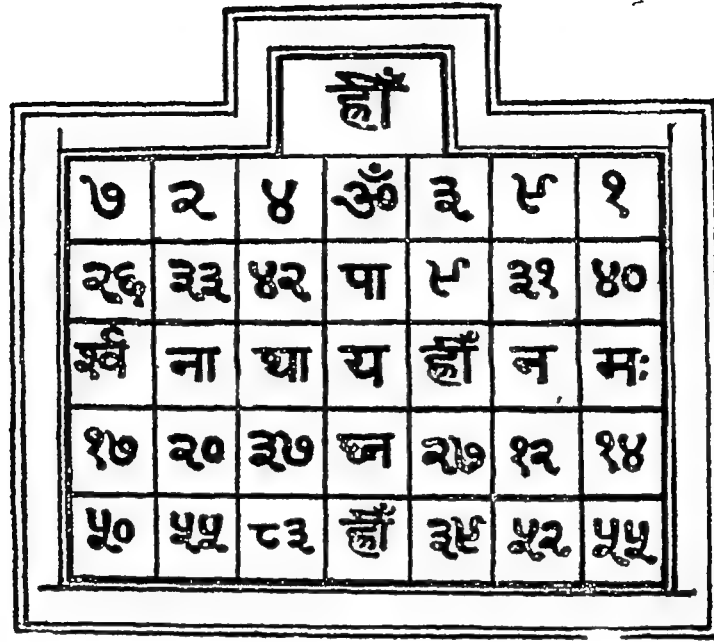 ह्रीं
७ २ ४ ॐ ३ ९ १
२६ ३३ ४२ पा ९ ३१ ४०
र्श्व ना था य ह्रीं न मः
१७ २० ३७ घ्न २७ १२ १४
५० ५५ ८३ ह्रीं ३९ ५२ ५५